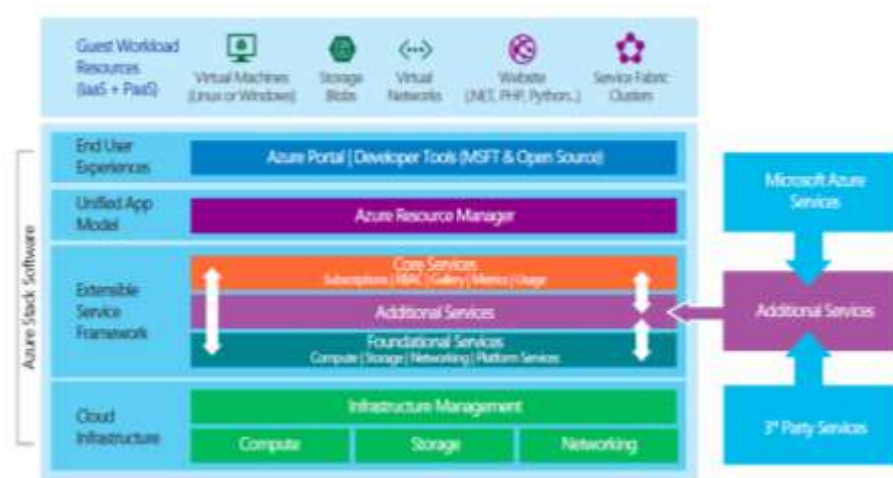 Guest Workload
Resources
(IaaS + PaaS)
Virtual Machines
(Linux or Windows)
Storage
Blobs
Virtual
Networks
Website
(.NET, PHP, Python..)
Service Fabric
Clusters
End User
Experiences
Azure Portal | Developer Tools (MSFT & Open Source)
Unified App
Model
Azure Resource Manager
Extensible
Service
Framework
Core Services
Subscriptions | RBAC | Gallery | Metrics | Usage
Additional Services
Foundational Services
Compute | Storage | Networking | Platform Services
Cloud
Infrastructure
Infrastructure Management
Compute
Storage
Networking
Azure Stack Software
Microsoft Azure
Services
Additional Services
3rd Party Services